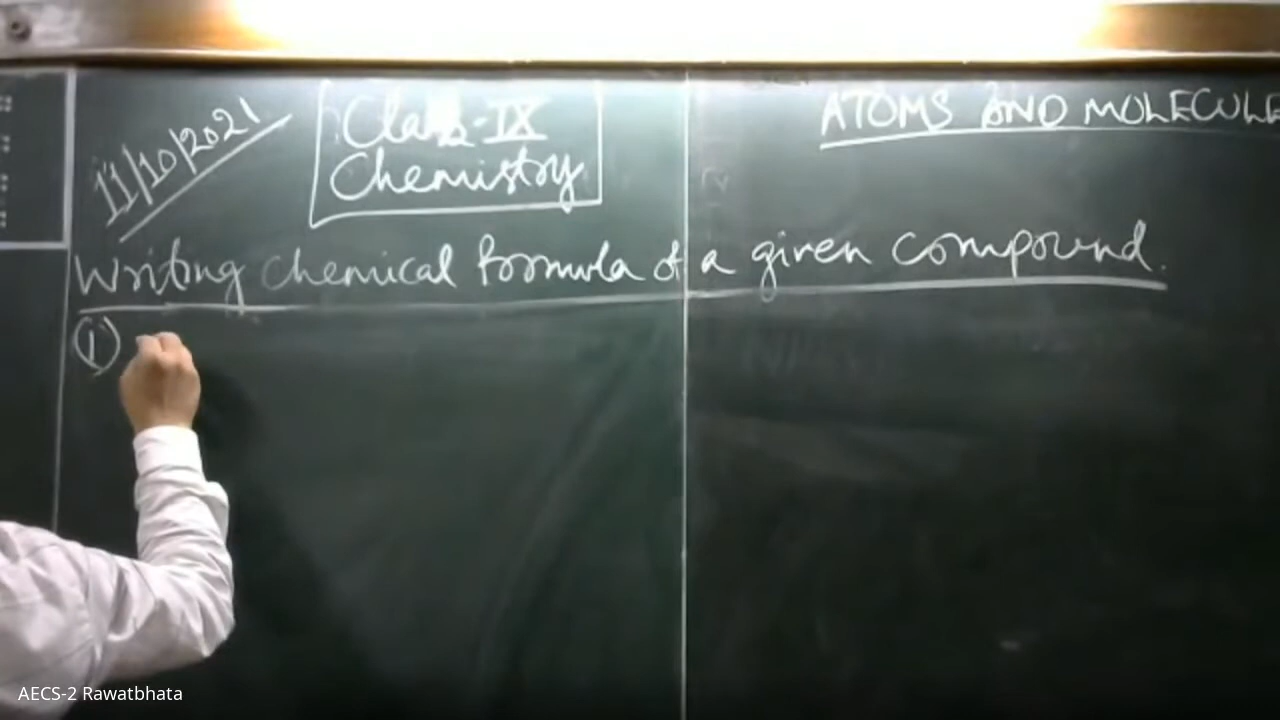 11/10/2021
Class-IX
Chemistry
ATOMS AND MOLECULE
Writing chemical formula of a given compound.
(1)
AECS-2 Rawatbhata